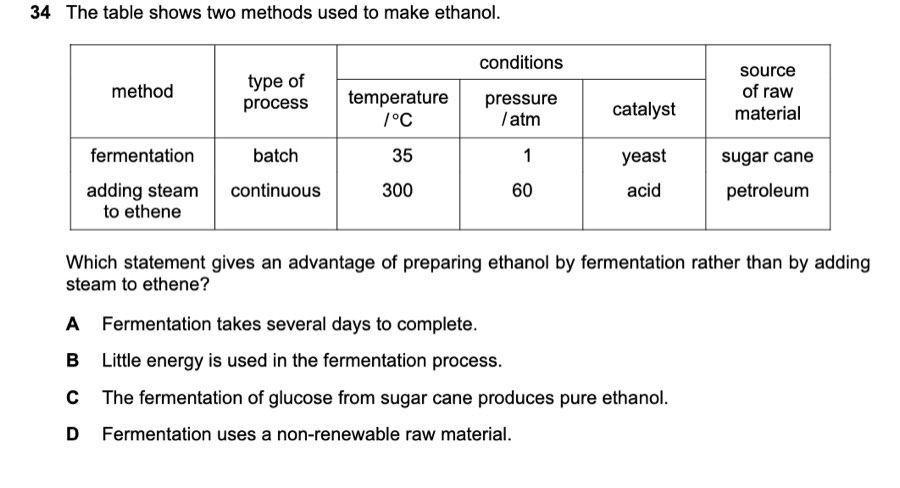 34 The table shows two methods used to make ethanol.
conditions
method
type of
process
temperature
/ °C
pressure
/ atm
catalyst
source
of raw
material
fermentation batch 35 1 yeast sugar cane
adding steam continuous 300 60 acid petroleum
to ethene
Which statement gives an advantage of preparing ethanol by fermentation rather than by adding
steam to ethene?
A Fermentation takes several days to complete.
B Little energy is used in the fermentation process.
C The fermentation of glucose from sugar cane produces pure ethanol.
D Fermentation uses a non-renewable raw material.